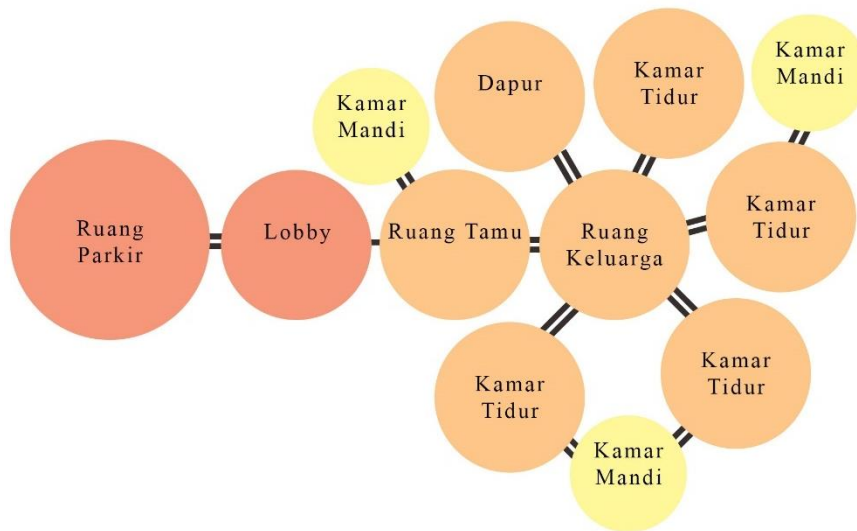 Kamar
Mandi
Dapur
Kamar
Tidur
Kamar
Mandi
Ruang
Parkir
Lobby
Ruang Tamu
Ruang
Keluarga
Kamar
Tidur
Kamar
Tidur
Kamar
Tidur
Kamar
Mandi